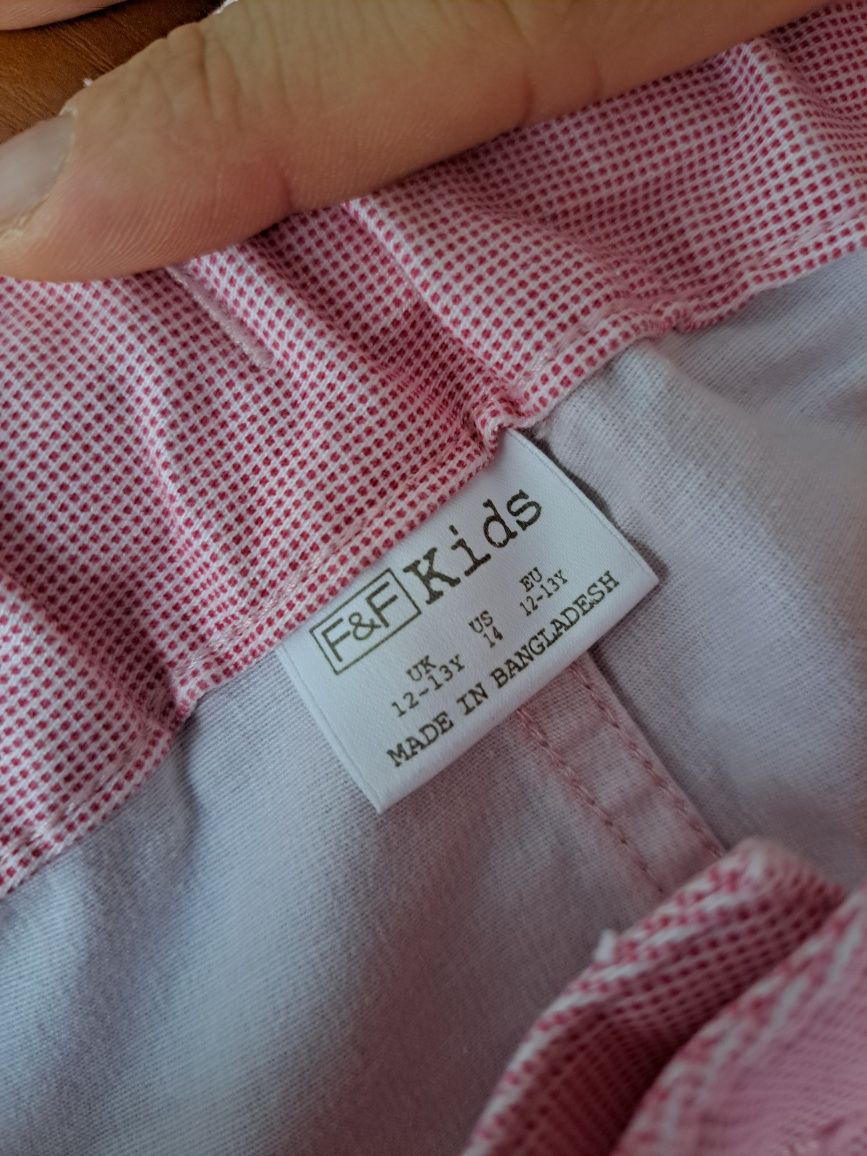 F&F Kids
UK US EU
12-13Y 14 12-13Y
MADE IN BANGLADESH